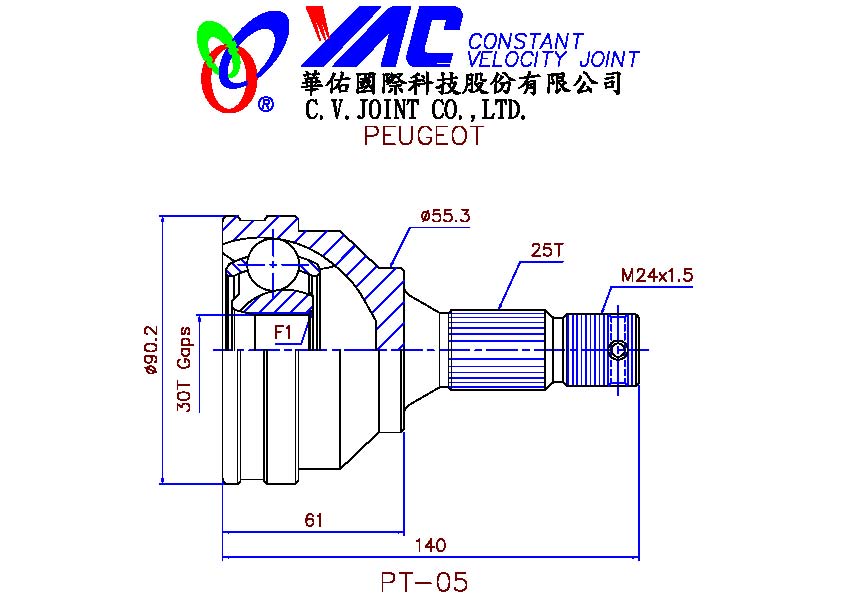 YAC CONSTANT
VELOCITY JOINT
®
華佑國際科技股份有限公司
C.V.JOINT CO.,LTD.
PEUGEOT
ø55.3
25T
M24x1.5
ø90.2
30T Gaps
F1
61
140
PT-05